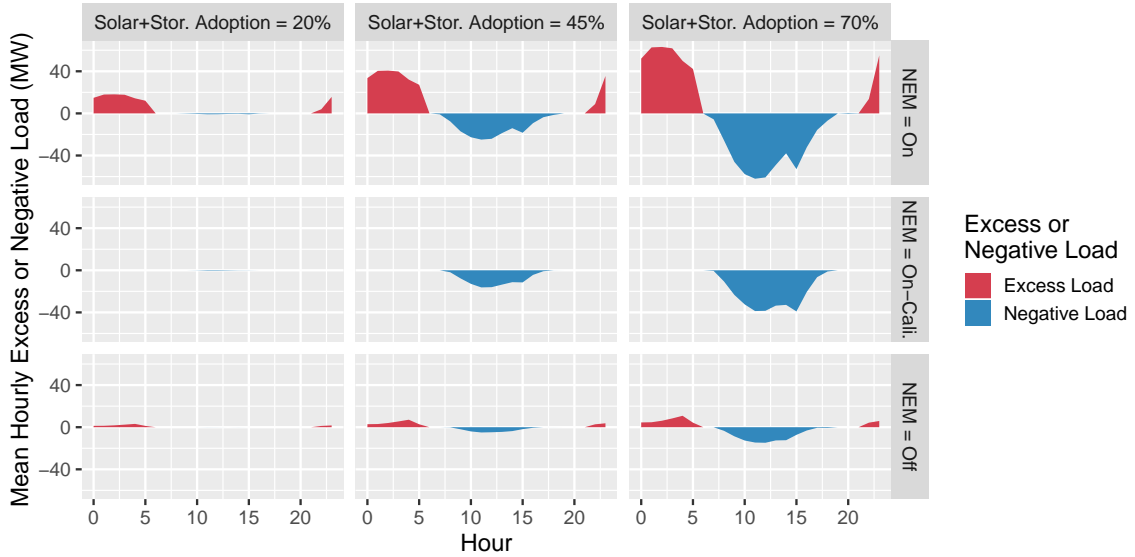 Solar+Stor. Adoption = 20%
Solar+Stor. Adoption = 45%
Solar+Stor. Adoption = 70%
Mean Hourly Excess or Negative Load (MW)
40
0
−40
NEM = On
40
0
−40
NEM = On−Cali.
40
0
−40
NEM = Off
0 5 10 15 20
0 5 10 15 20
0 5 10 15 20
Hour
Excess or
Negative Load
Excess Load
Negative Load